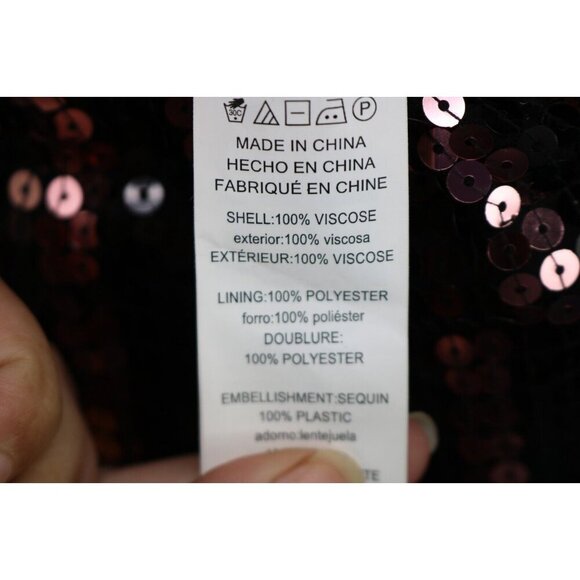 30C P
MADE IN CHINA
HECHO EN CHINA
FABRIQUÉ EN CHINE
SHELL:100% VISCOSE
exterior:100% viscosa
EXTÉRIEUR:100% VISCOSE
LINING:100% POLYESTER
forro:100% poliéster
DOUBLURE:
100% POLYESTER
EMBELLISHMENT:SEQUIN
100% PLASTIC
adorno:lentejuela